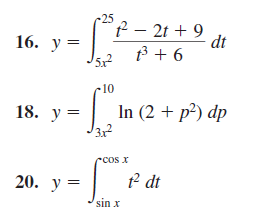 16. y = ∫_{5x²}^{25} (t² − 2t + 9)/(t³ + 6) dt
18. y = ∫_{3x²}^{10} ln (2 + p²) dp
20. y = ∫_{sin x}^{cos x} t² dt